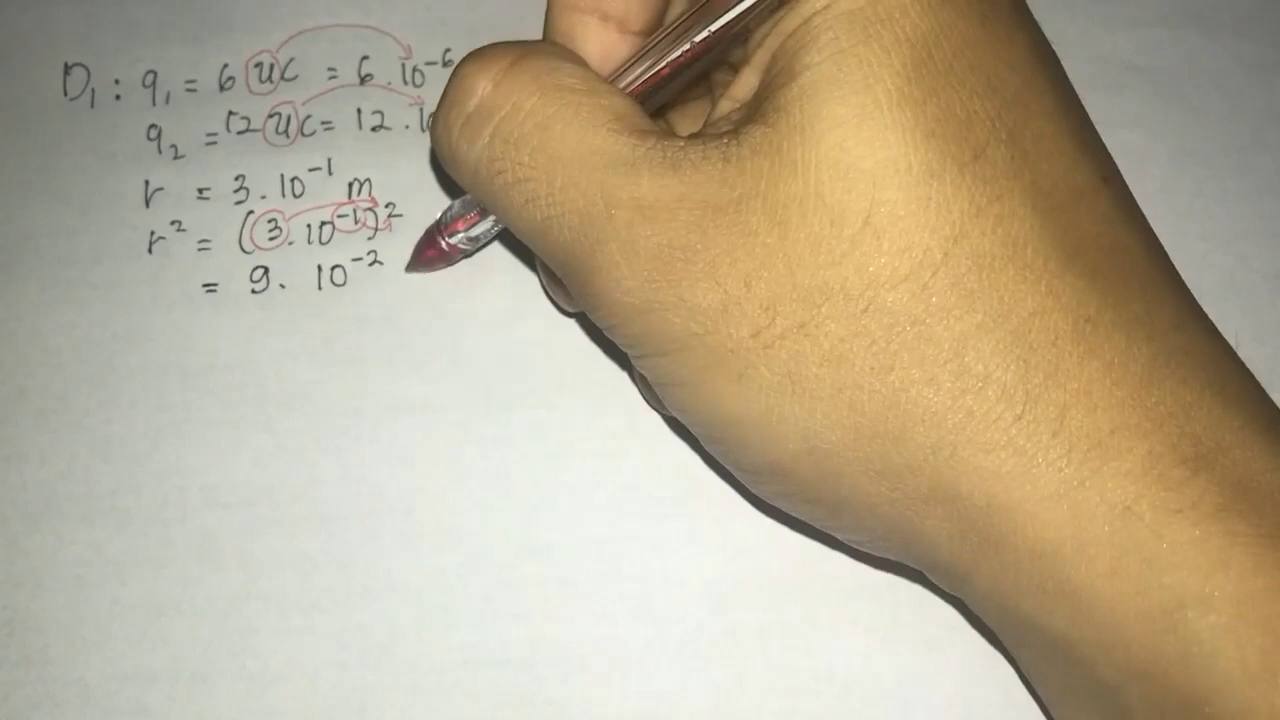 D₁ : q₁ = 6 uc = 6 . 10⁻⁶
q₂ = 12 uc = 12 .
r = 3 . 10⁻¹ m
r² = (3 . 10⁻¹)²
= 9 . 10⁻²